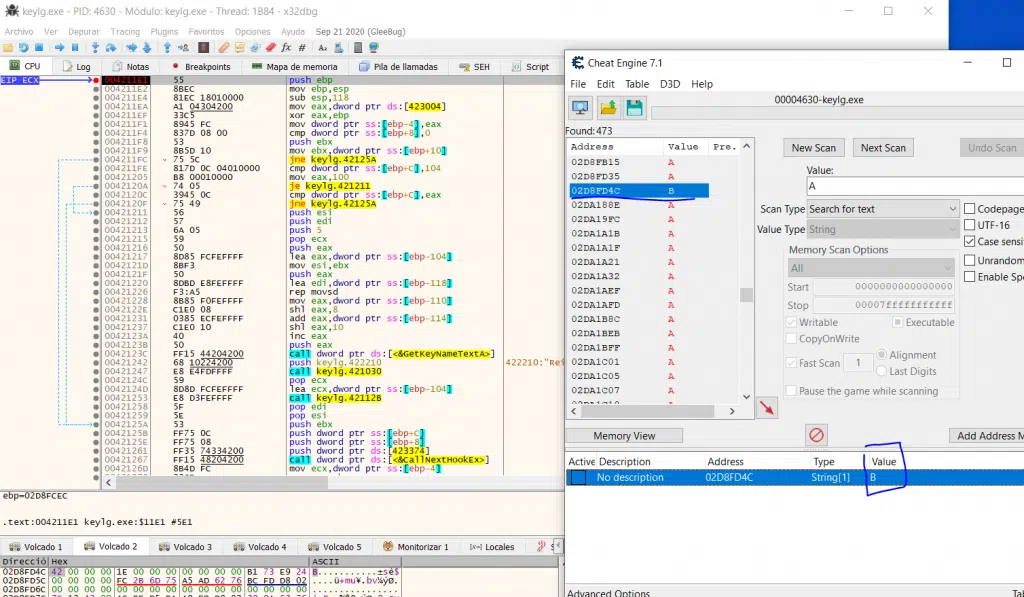 keylg.exe - PID: 4630 - Módulo: keylg.exe - Thread: 1B84 - x32dbg
Archivo Ver Depurar Tracing Plugins Favoritos Opciones Ayuda Sep 21 2020 (GleeBug)
CPU Log Notas Breakpoints Mapa de memoria Pila de llamadas SEH Script
EIP ECX 004211E1 55 push ebp
004211E2 8BEC mov ebp,esp
004211E4 81EC 18010000 sub esp,118
004211EA A1 04304200 mov eax,dword ptr ds:[423004]
004211EF 33C5 xor eax,ebp
004211F1 8945 FC mov dword ptr ss:[ebp-4],eax
004211F4 837D 08 00 cmp dword ptr ss:[ebp+8],0
004211F8 53 push ebx
004211F9 8B5D 10 mov ebx,dword ptr ss:[ebp+10]
004211FC 75 5C jne keylg.42125A
004211FE 817D 0C 04010000 cmp dword ptr ss:[ebp+C],104
00421205 B8 00010000 mov eax,100
0042120A 74 05 je keylg.421211
0042120C 3945 0C cmp dword ptr ss:[ebp+C],eax
0042120F 75 49 jne keylg.42125A
00421211 56 push esi
00421212 57 push edi
00421213 6A 05 push 5
00421215 59 pop ecx
00421216 50 push eax
00421217 8D85 FCFEFFFF lea eax,dword ptr ss:[ebp-104]
0042121D 8BF3 mov esi,ebx
0042121F 50 push eax
00421220 8DBD E8FEFFFF lea edi,dword ptr ss:[ebp-118]
00421226 F3:A5 rep movsd
00421228 8B85 F0FEFFFF mov eax,dword ptr ss:[ebp-110]
0042122E C1E0 08 shl eax,8
00421231 0385 ECFEFFFF add eax,dword ptr ss:[ebp-114]
00421237 C1E0 10 shl eax,10
0042123A 40 inc eax
0042123B 50 push eax
0042123C FF15 44204200 call dword ptr ds:[<&GetKeyNameTextA>]
00421242 68 10224200 push keylg.422210 422210:"Re
00421247 E8 E4FDFFFF call keylg.421030
0042124C 59 pop ecx
0042124D 8D8D FCFEFFFF lea ecx,dword ptr ss:[ebp-104]
00421253 E8 D3FEFFFF call keylg.42112B
00421258 5F pop edi
00421259 5E pop esi
0042125A 53 push ebx
0042125B FF75 0C push dword ptr ss:[ebp+C]
0042125E FF75 08 push dword ptr ss:[ebp+8]
00421261 FF35 74334200 push dword ptr ds:[423374]
00421267 FF15 48204200 call dword ptr ds:[<&CallNextHookEx>]
0042126D 8B4D FC mov ecx,dword ptr ss:[ebp-4]
ebp=02D8FCEC
.text:004211E1 keylg.exe:$11E1 #5E1
Volcado 1 Volcado 2 Volcado 3 Volcado 4 Volcado 5 Monitorizar 1 Locales
Direcció Hex ASCII
02D8FD4C 42 00 00 00 1E 00 00 00 00 00 00 00 B1 73 E9 24 B...........±sé$
02D8FD5C 00 00 00 00 FC 2B 6D 75 A5 AD 62 76 BC FD D8 02
Cheat Engine 7.1
File Edit Table D3D Help
00004630-keylg.exe
Found:473
Address Value Pre.
02D8FB15 A
02D8FD35 A
02D8FD4C B
02DA188E A
02DA19FC A
02DA1A1B A
02DA1A1F A
02DA1A21 A
02DA1A32 A
02DA1AEF A
02DA1AFD A
02DA1B8C A
02DA1BEB A
02DA1BFF A
02DA1C01 A
02DA1C05 A
02DA1C07 A
New Scan Next Scan Undo Scan
Value:
A
Scan Type Search for text
Value Type String
Codepage
UTF-16
Case sensi
Unrandom
Enable Spe
Memory Scan Options
All
Start 0000000000000000
Stop 00007fffffffffff
Writable Executable
CopyOnWrite
Fast Scan 1 Alignment
Last Digits
Pause the game while scanning
Memory View Add Address M
Active Description Address Type Value
No description 02D8FD4C String[1] B
Advanced Options Ta